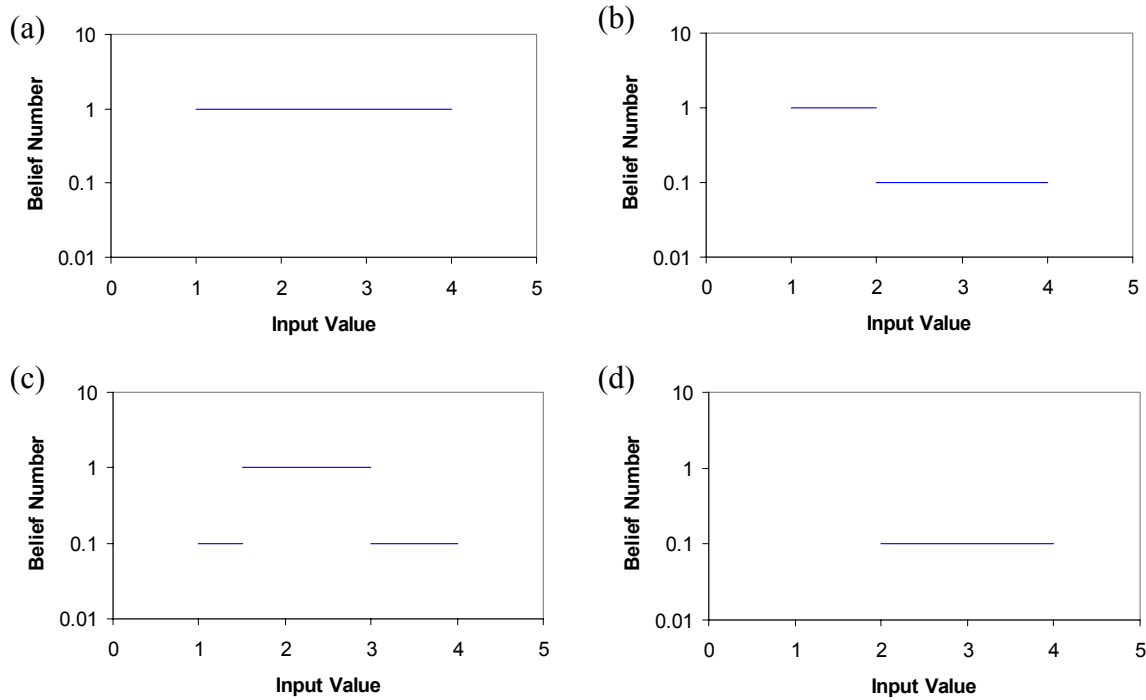 (a)
10
1
0.1
0.01
Belief Number
0 1 2 3 4 5
Input Value
(b)
10
1
0.1
0.01
Belief Number
0 1 2 3 4 5
Input Value
(c)
10
1
0.1
0.01
Belief Number
0 1 2 3 4 5
Input Value
(d)
10
1
0.1
0.01
Belief Number
0 1 2 3 4 5
Input Value